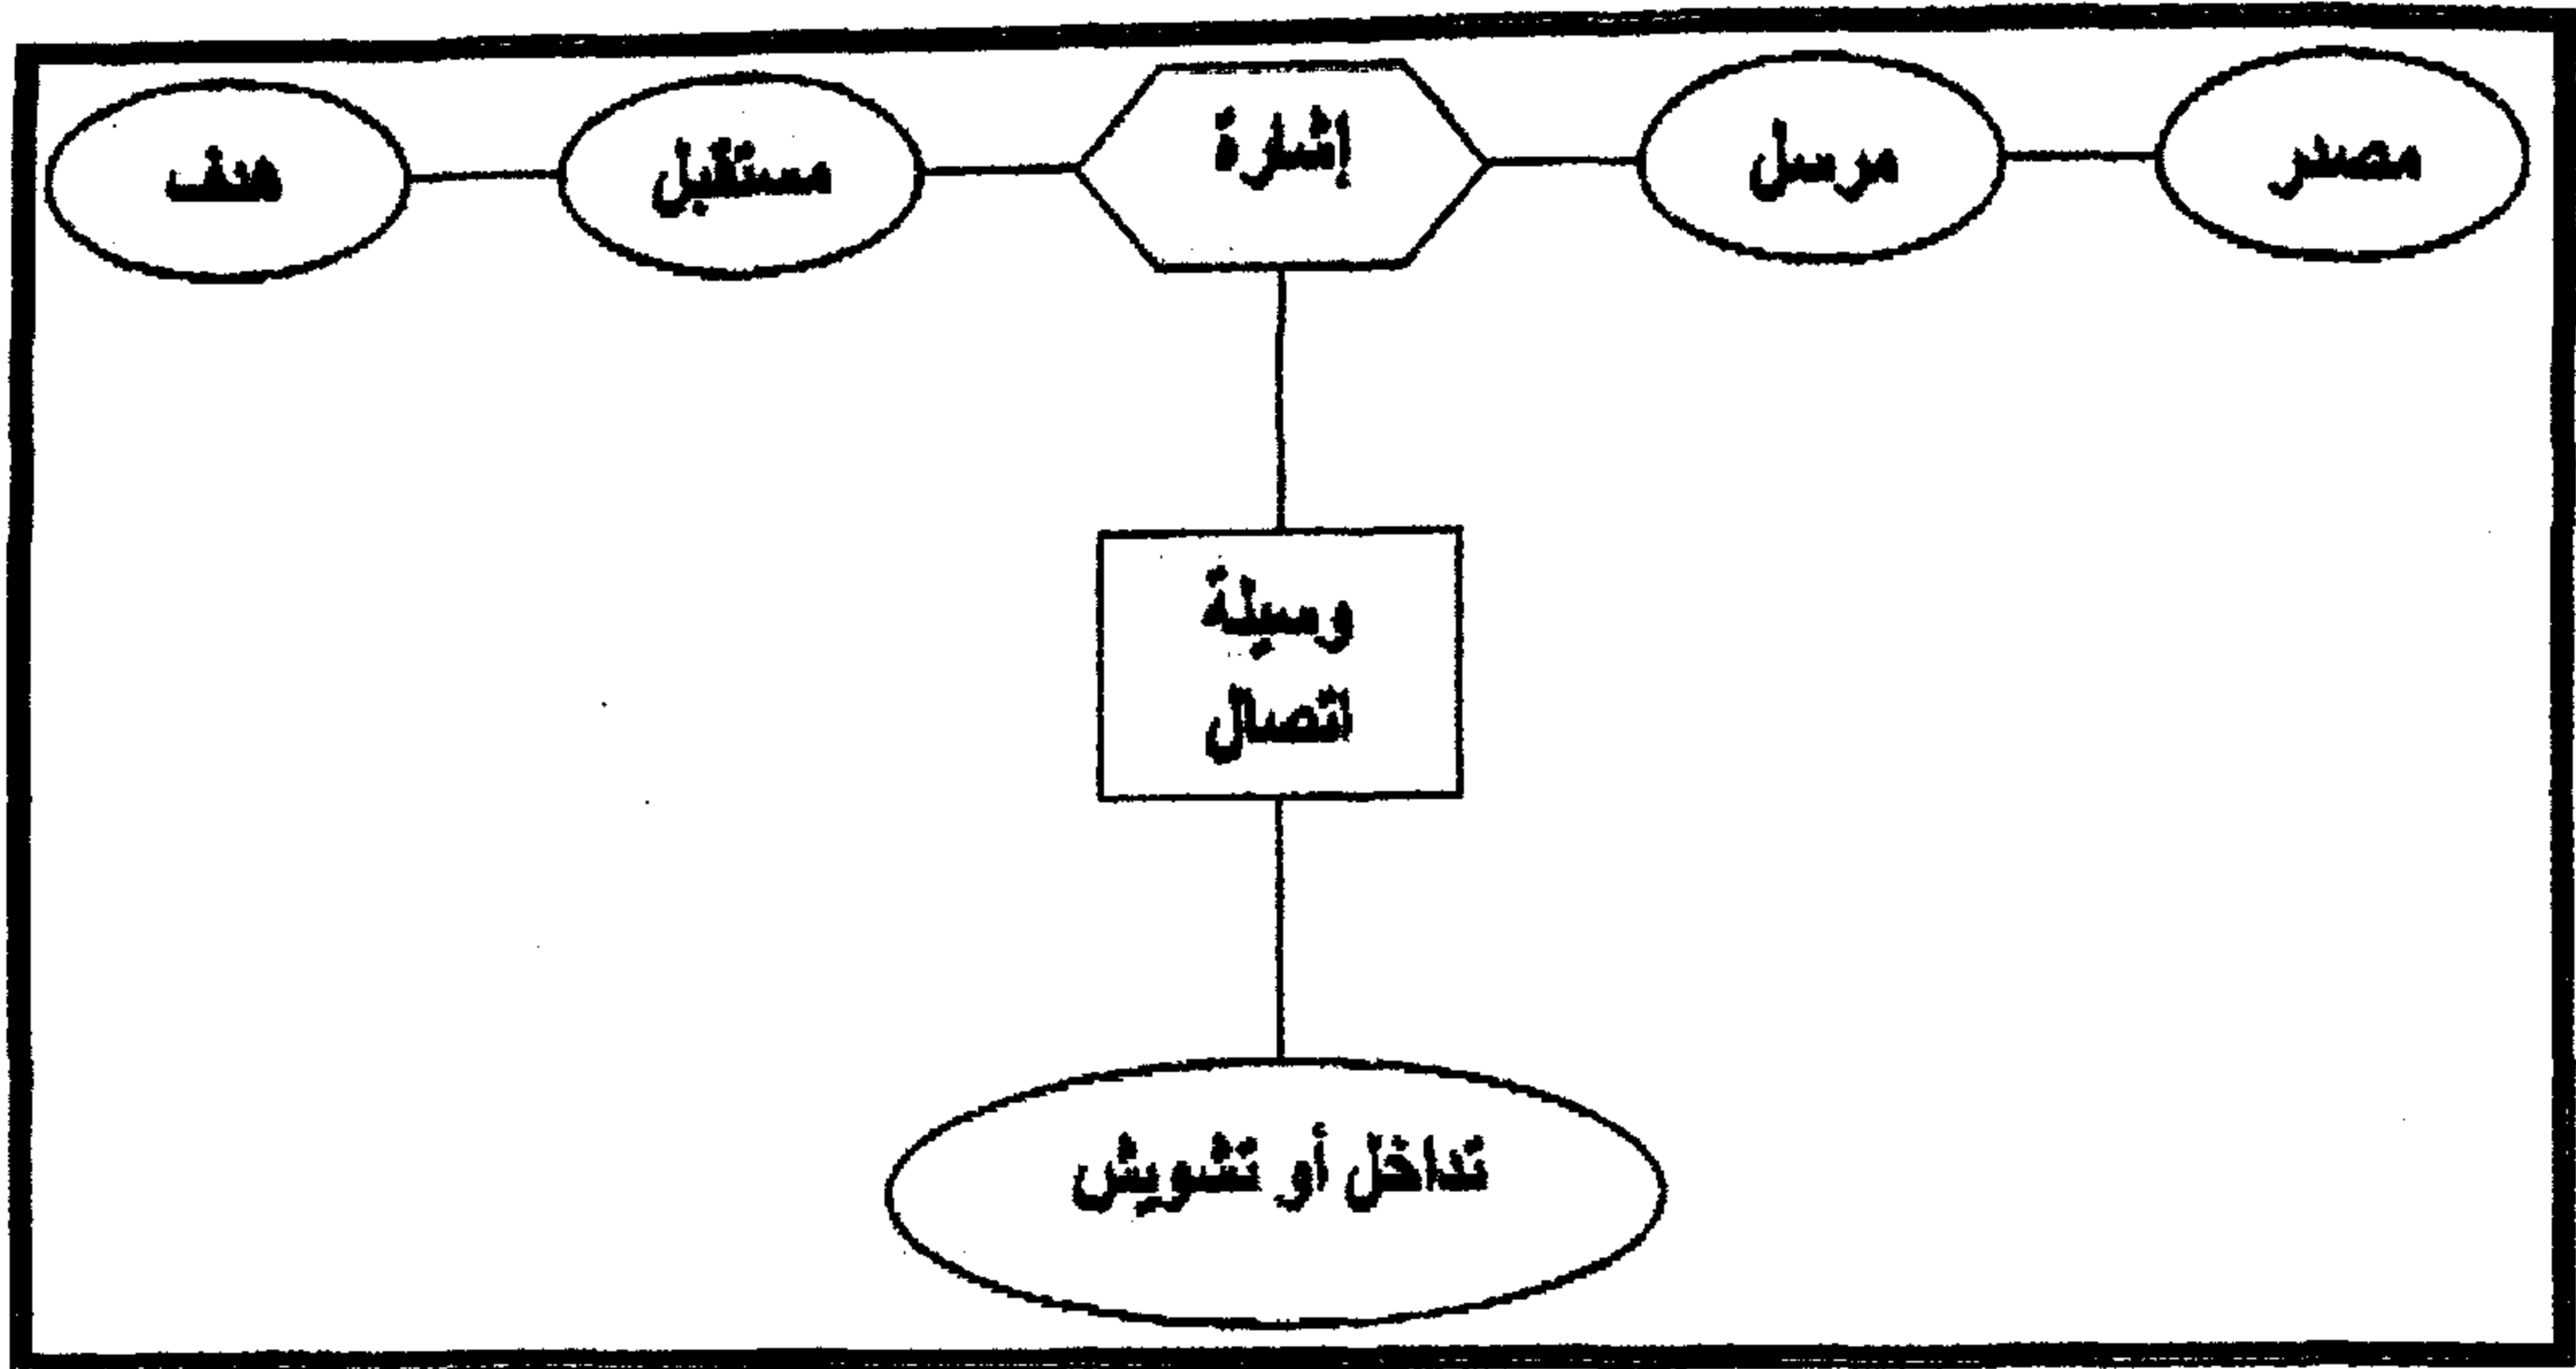 مصدر
مرسل
إشارة
مستقبل
هدف
وسيلة
اتصال
تداخل أو تشويش